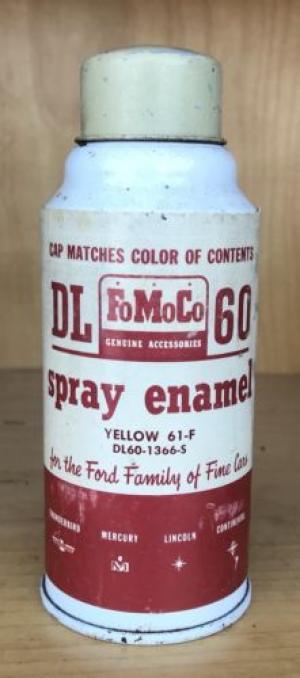 CAP MATCHES COLOR OF CONTENTS
DL FoMoCo 60
GENUINE ACCESSORIES
spray enamel
YELLOW 61-F
DL60-1366-S
for the Ford Family of Fine Cars
THUNDERBIRD MERCURY LINCOLN CONTINENTAL
M